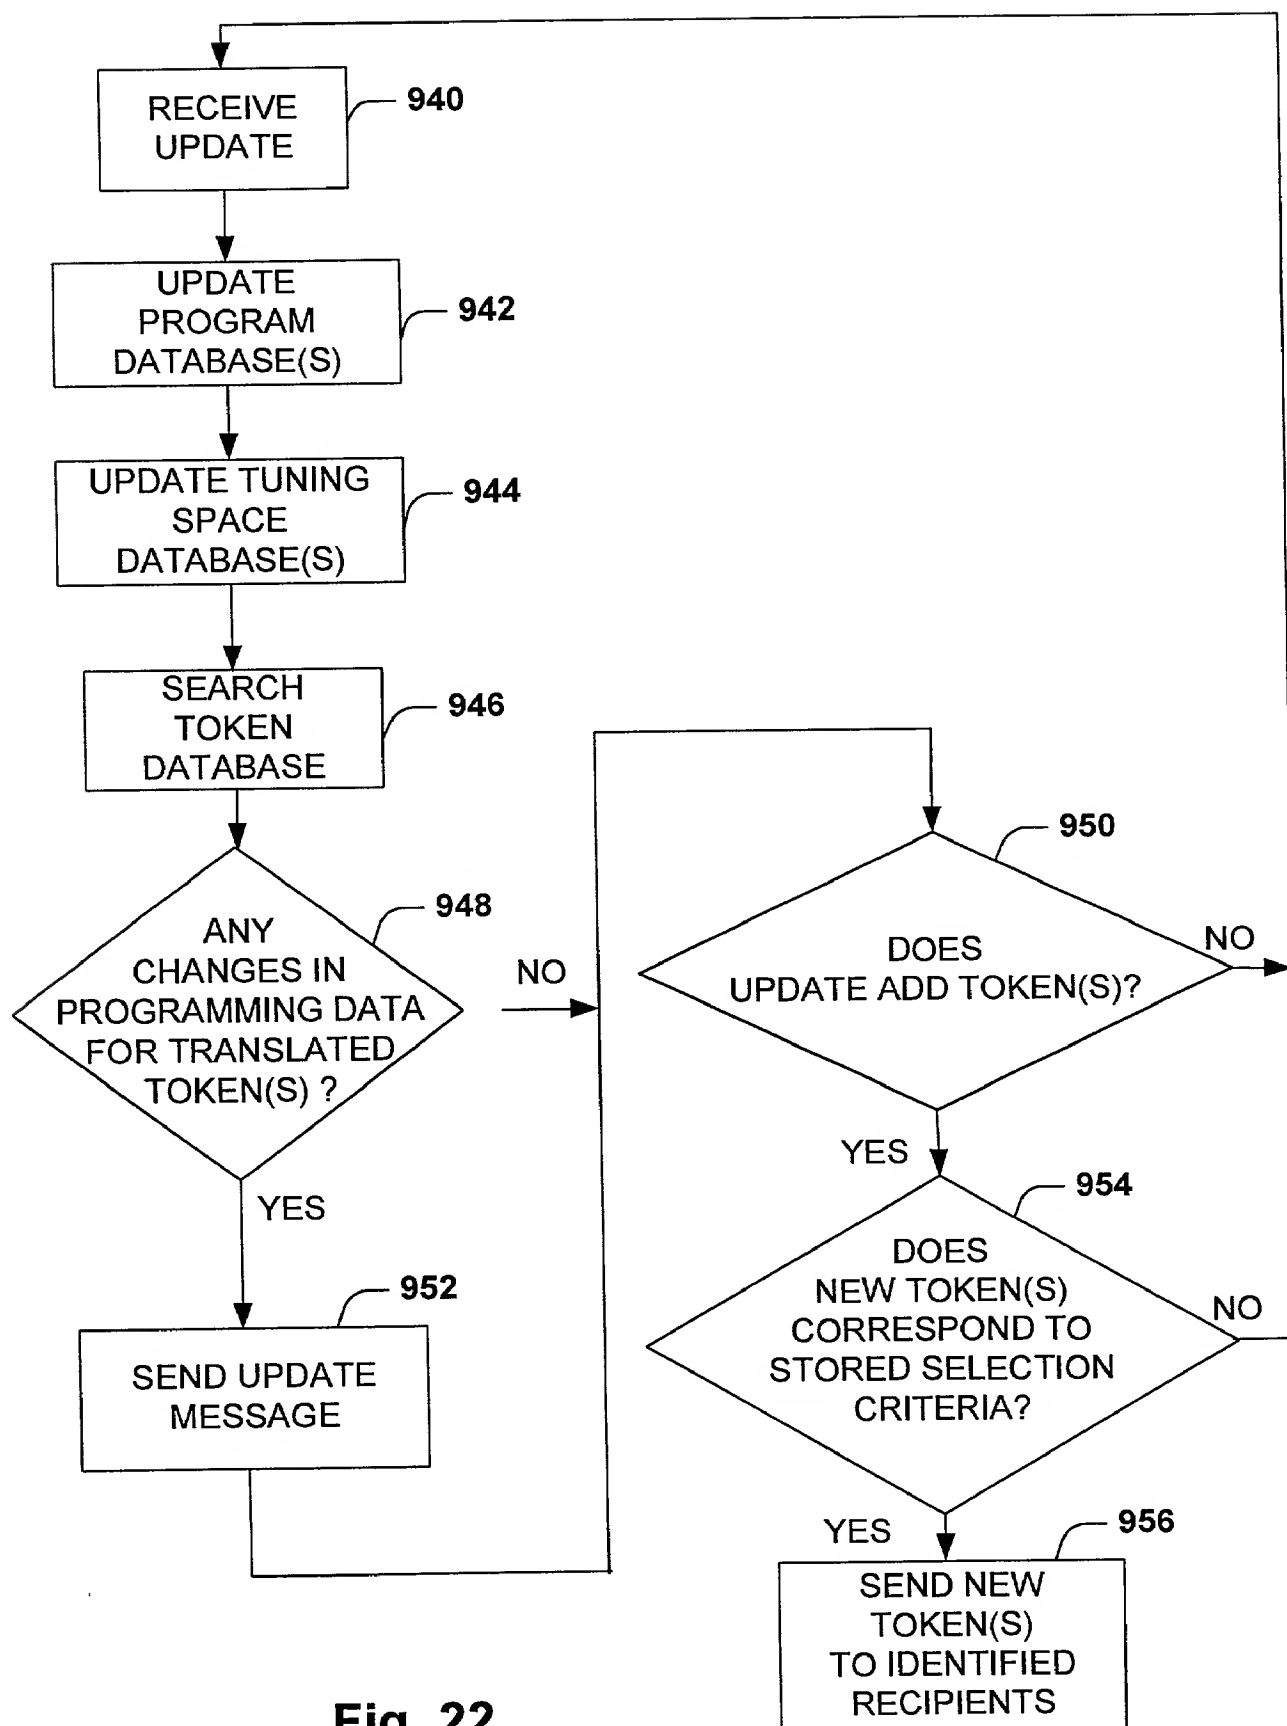 RECEIVE
UPDATE
940
UPDATE
PROGRAM
DATABASE(S)
942
UPDATE TUNING
SPACE
DATABASE(S)
944
SEARCH
TOKEN
DATABASE
946
ANY
CHANGES IN
PROGRAMMING DATA
FOR TRANSLATED
TOKEN(S) ?
948
NO
YES
SEND UPDATE
MESSAGE
952
DOES
UPDATE ADD TOKEN(S)?
950
NO
YES
DOES
NEW TOKEN(S)
CORRESPOND TO
STORED SELECTION
CRITERIA?
954
NO
YES
SEND NEW
TOKEN(S)
TO IDENTIFIED
RECIPIENTS
956
Fig. 22